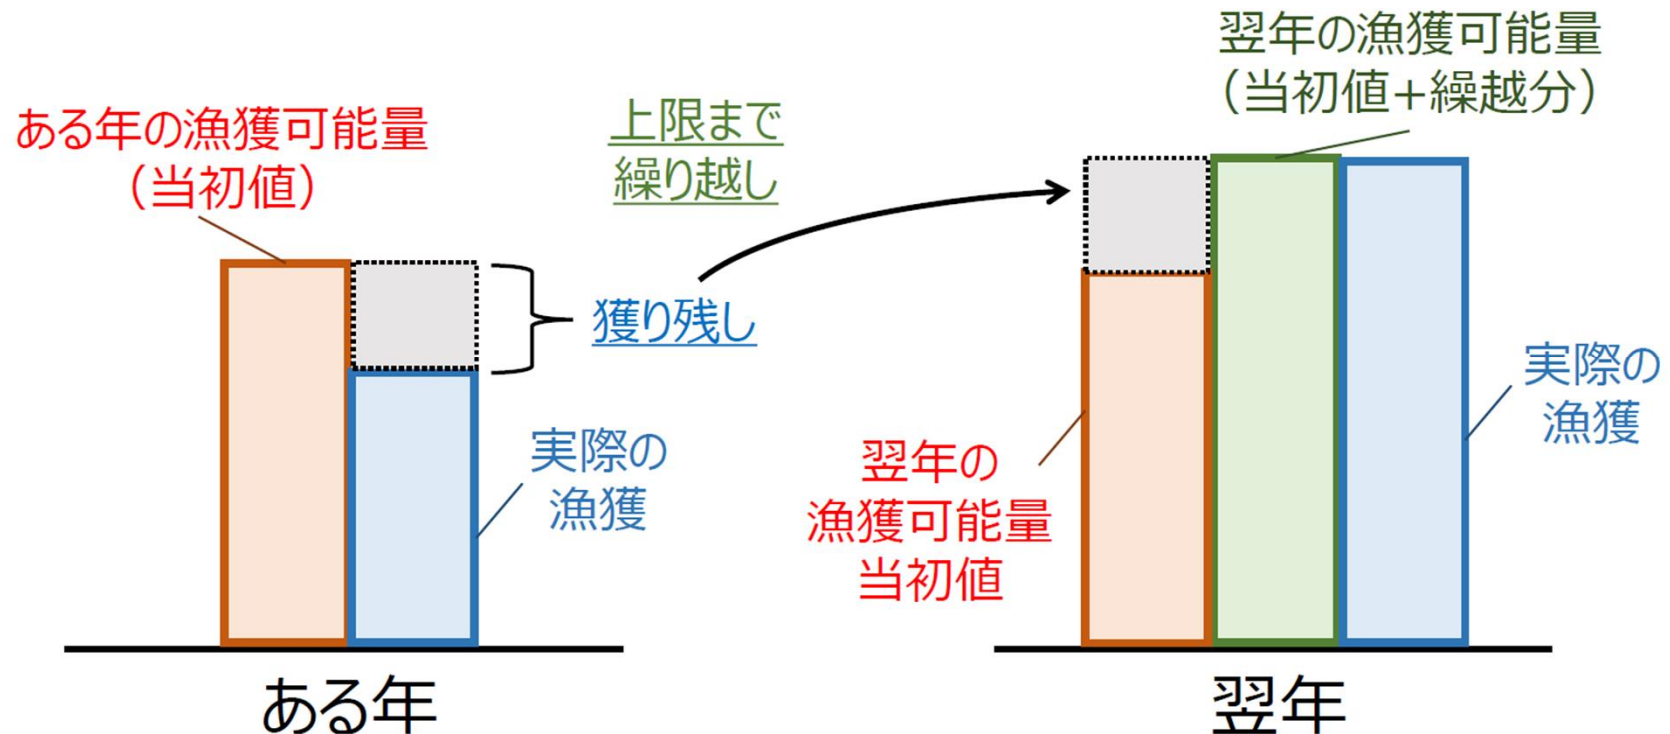 ある年の漁獲可能量
（当初値）
上限まで
繰り越し
獲り残し
実際の
漁獲
ある年
翌年の漁獲可能量
（当初値+繰越分）
翌年の
漁獲可能量
当初値
実際の
漁獲
翌年